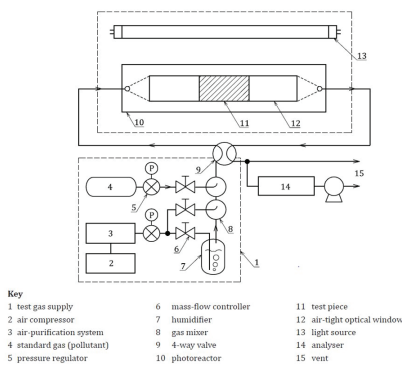 13
10
11
12
9
15
P
4
5
14
P
3
6
8
2
7
1
Key
1 test gas supply
2 air compressor
3 air-purification system
4 standard gas (pollutant)
5 pressure regulator
6 mass-flow controller
7 humidifier
8 gas mixer
9 4-way valve
10 photoreactor
11 test piece
12 air-tight optical window
13 light source
14 analyser
15 vent